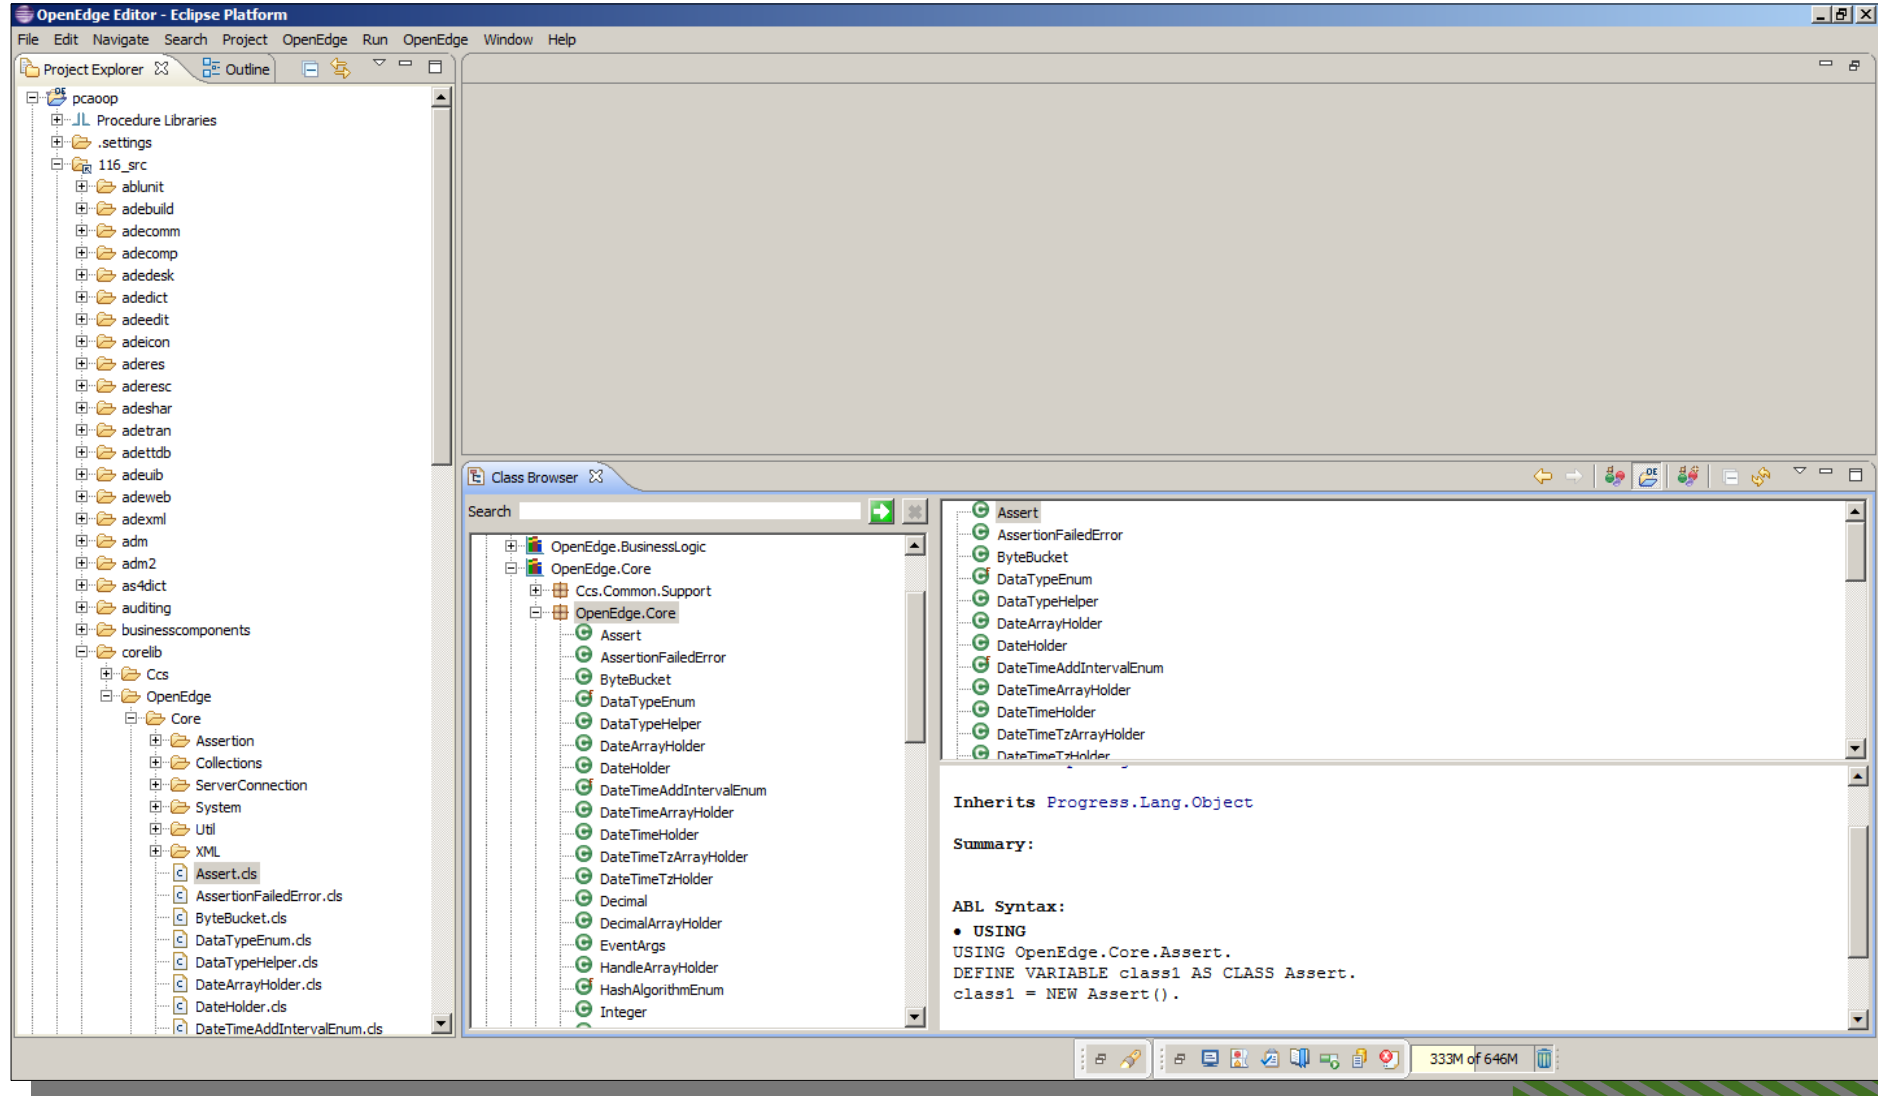 OpenEdge Editor - Eclipse Platform
File Edit Navigate Search Project OpenEdge Run OpenEdge Window Help
Project Explorer Outline
pcaoop
Procedure Libraries
.settings
116_src
ablunit
adebuild
adecomm
adecomp
adedesk
adedict
adeedit
adeicon
aderes
aderesc
adeshar
adetran
adettdb
adeuib
adeweb
adexml
adm
adm2
as4dict
auditing
businesscomponents
corelib
Ccs
OpenEdge
Core
Assertion
Collections
ServerConnection
System
Util
XML
Assert.cls
AssertionFailedError.cls
ByteBucket.cls
DataTypeEnum.cls
DataTypeHelper.cls
DateArrayHolder.cls
DateHolder.cls
DateTimeAddIntervalEnum.cls
Class Browser
Search
OpenEdge.BusinessLogic
OpenEdge.Core
Ccs.Common.Support
OpenEdge.Core
Assert
AssertionFailedError
ByteBucket
DataTypeEnum
DataTypeHelper
DateArrayHolder
DateHolder
DateTimeAddIntervalEnum
DateTimeArrayHolder
DateTimeHolder
DateTimeTzArrayHolder
DateTimeTzHolder
Decimal
DecimalArrayHolder
EventArgs
HandleArrayHolder
HashAlgorithmEnum
Integer
Assert
AssertionFailedError
ByteBucket
DataTypeEnum
DataTypeHelper
DateArrayHolder
DateHolder
DateTimeAddIntervalEnum
DateTimeArrayHolder
DateTimeHolder
DateTimeTzArrayHolder
DateTimeTzHolder
Inherits Progress.Lang.Object
Summary:
ABL Syntax:
• USING
USING OpenEdge.Core.Assert.
DEFINE VARIABLE class1 AS CLASS Assert.
class1 = NEW Assert().
333M of 646M